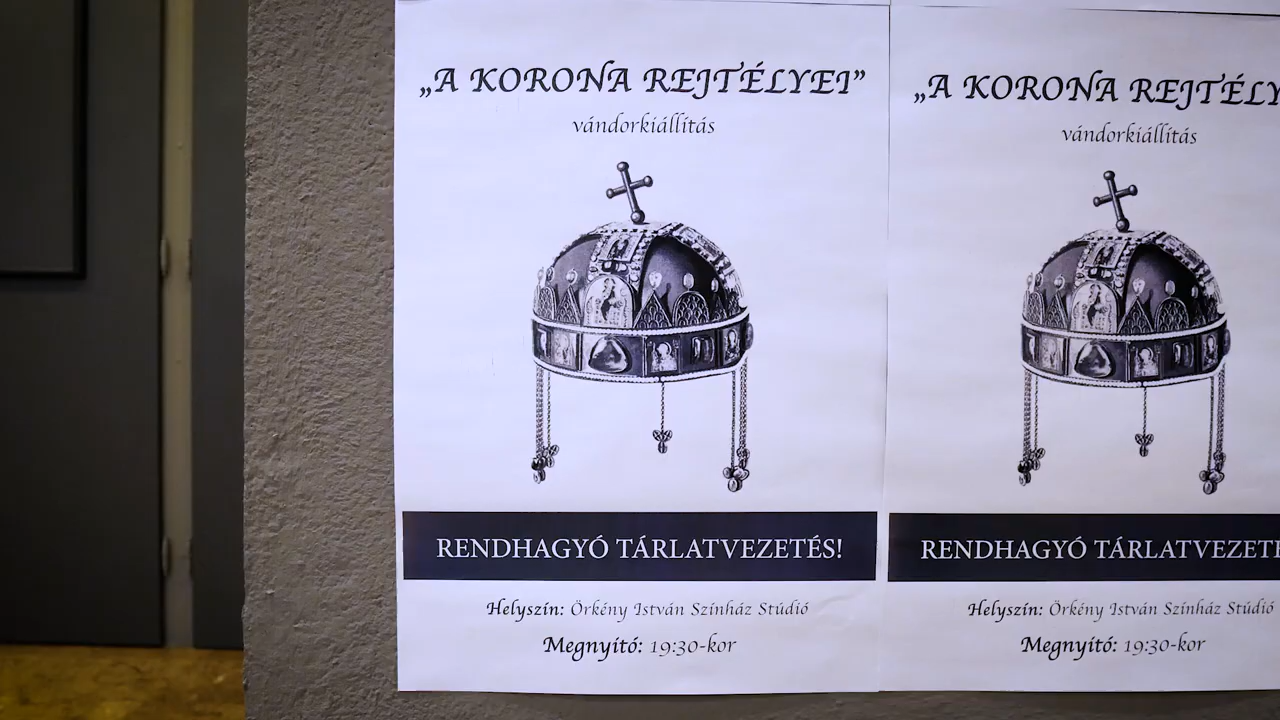 „A KORONA REJTÉLYEI”
vándorkiállítás
RENDHAGYÓ TÁRLATVEZETÉS!
Helyszín: Örkény István Színház Stúdió
Megnyitó: 19:30-kor
„A KORONA REJTÉLY
vándorkiállítás
RENDHAGYÓ TÁRLATVEZETÉ
Helyszín: Örkény István Színház Stúdió
Megnyitó: 19:30-kor